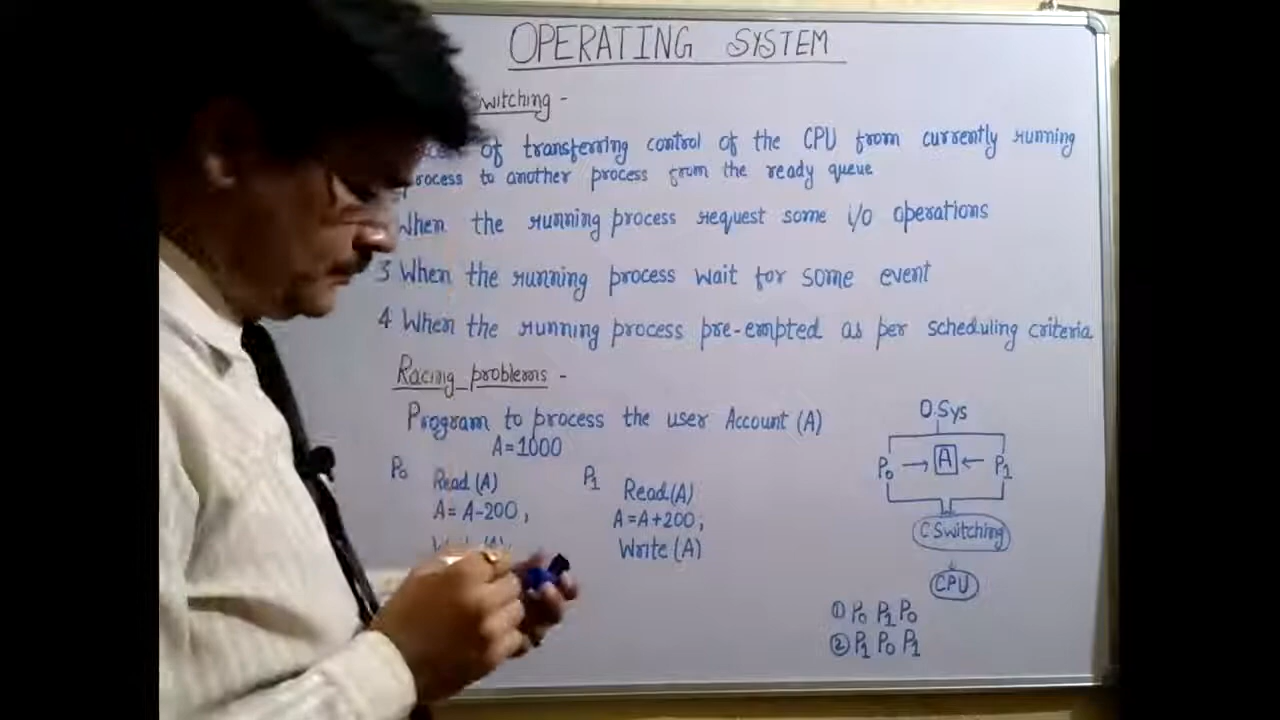 OPERATING SYSTEM
witching -
of transferring control of the CPU from currently running
process to another process from the ready queue
When the running process request some i/o operations
3 When the running process wait for some event
4 When the running process pre-empted as per scheduling criteria
Racing problems -
Program to process the user Account (A)
A=1000
P0
Read (A)
A= A-200 ,
P1
Read (A)
A=A+200 ;
Write (A)
O.Sys
P0 → A ← P1
C Switching
CPU
① P0 P1 P0
② P1 P0 P1